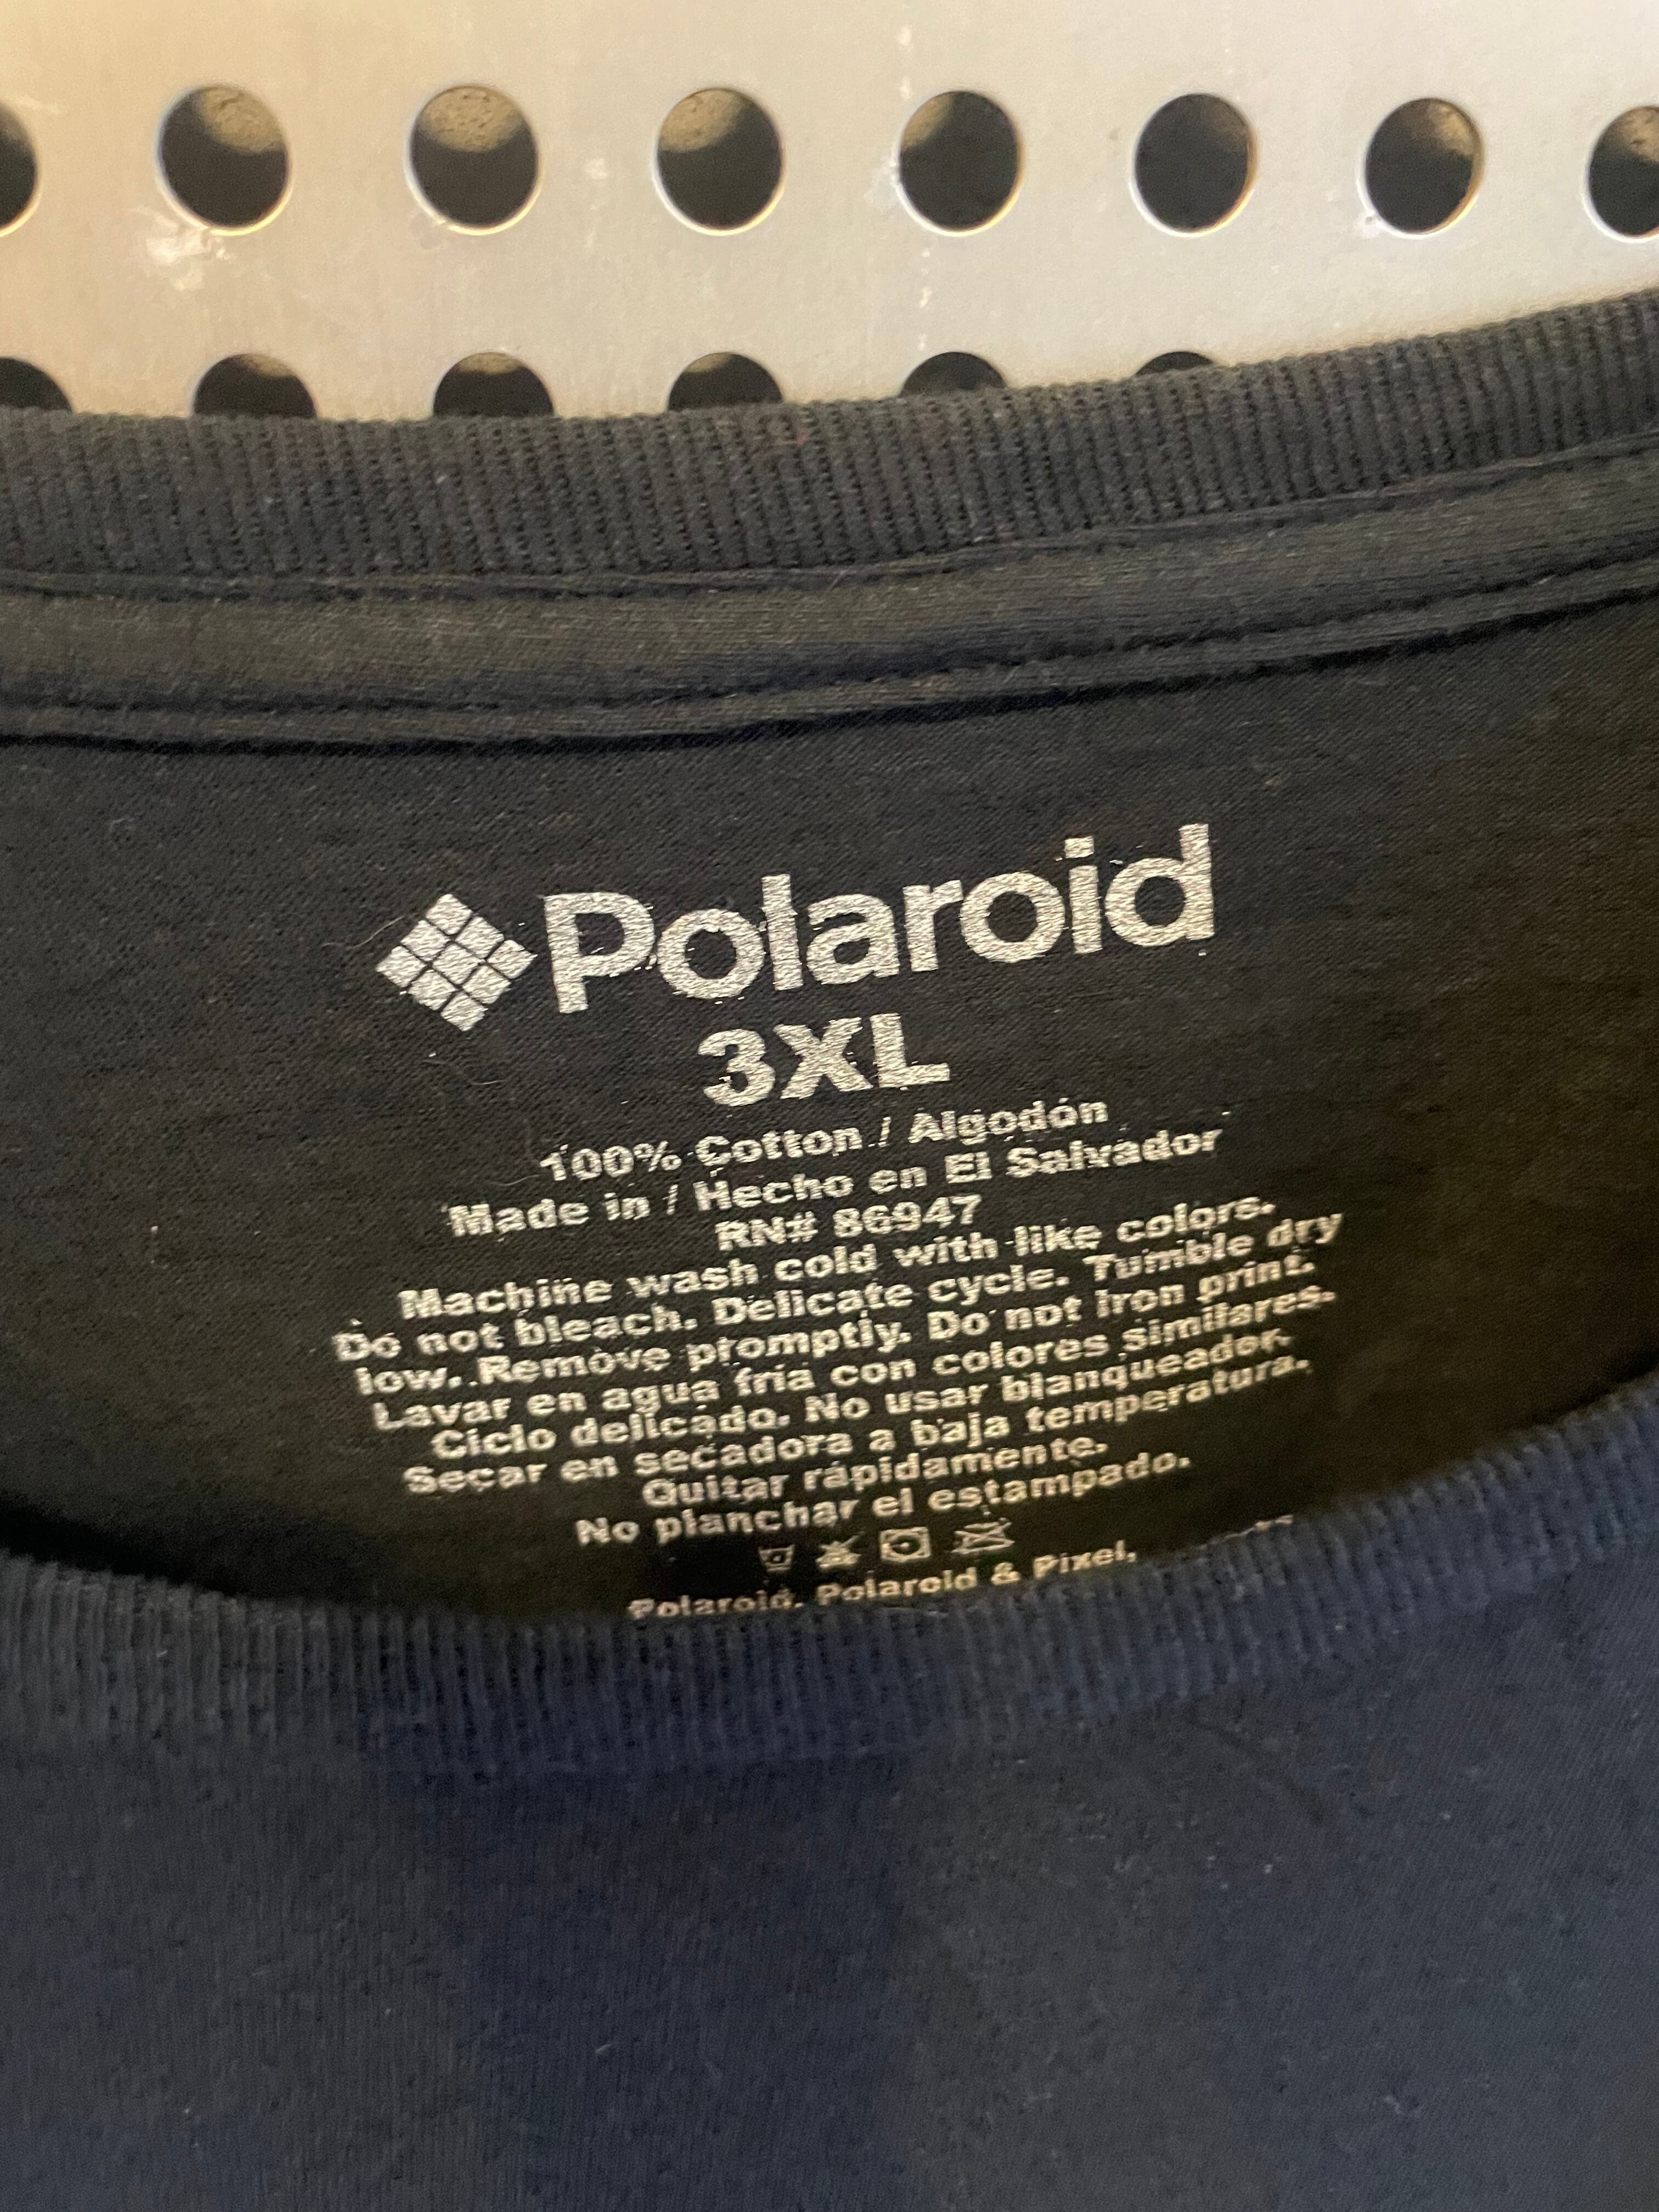 Polaroid
3XL
100% Cotton / Algodón
Made in / Hecho en El Salvador
RN# 86947
Machine wash cold with like colors.
Do not bleach. Delicate cycle. Tumble dry
low. Remove promptly. Do not iron print.
Lavar en agua fria con colores similares.
Ciclo delicado. No usar blanqueador.
Secar en secadora a baja temperatura.
Quitar rápidamente.
No planchar el estampado.
Polaroid, Polaroid & Pixel,